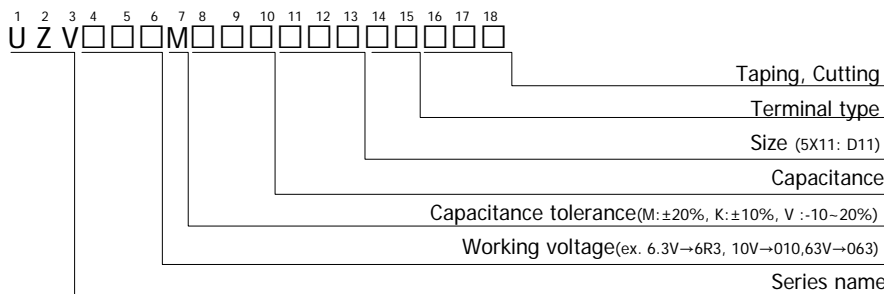 1 2 3 4 5 6 7 8 9 10 11 12 13 14 15 16 17 18
U Z V□□□M□□□□□□□□□□□
Taping, Cutting
Terminal type
Size (5X11: D11)
Capacitance
Capacitance tolerance(M:±20%, K:±10%, V :-10~20%)
Working voltage(ex. 6.3V→6R3, 10V→010,63V→063)
Series name